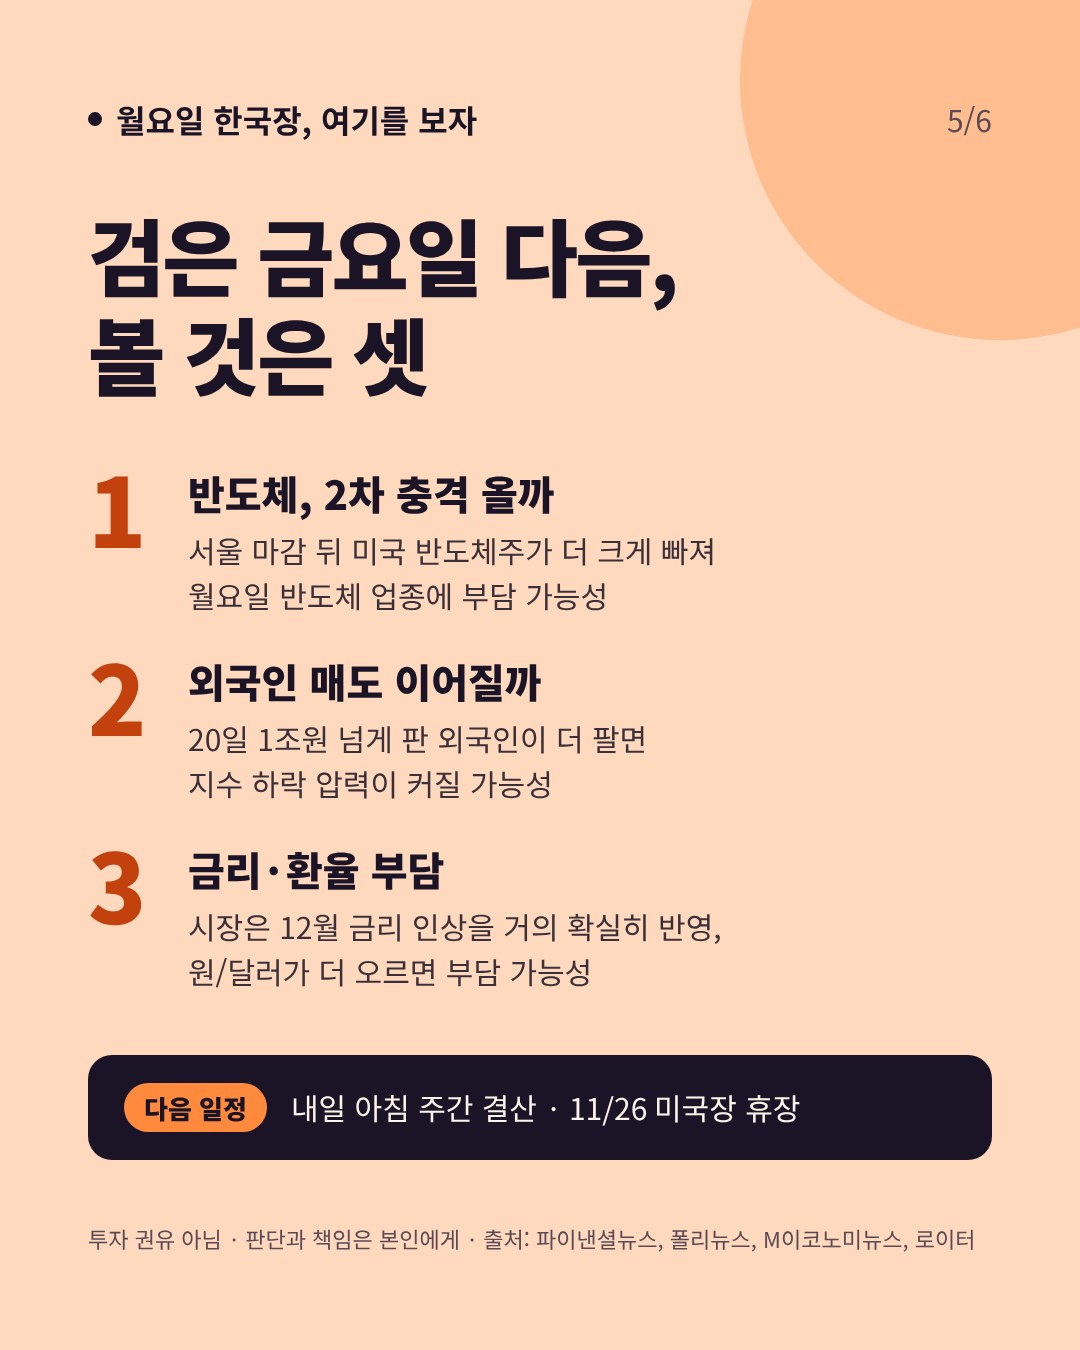 • 월요일 한국장, 여기를 보자
5/6
검은 금요일 다음,
볼 것은 셋
1
반도체, 2차 충격 올까
서울 마감 뒤 미국 반도체주가 더 크게 빠져
월요일 반도체 업종에 부담 가능성
2
외국인 매도 이어질까
20일 1조원 넘게 판 외국인이 더 팔면
지수 하락 압력이 커질 가능성
3
금리·환율 부담
시장은 12월 금리 인상을 거의 확실히 반영,
원/달러가 더 오르면 부담 가능성
다음 일정 내일 아침 주간 결산 · 11/26 미국장 휴장
투자 권유 아님 · 판단과 책임은 본인에게 · 출처: 파이낸셜뉴스, 폴리뉴스, M이코노미뉴스, 로이터